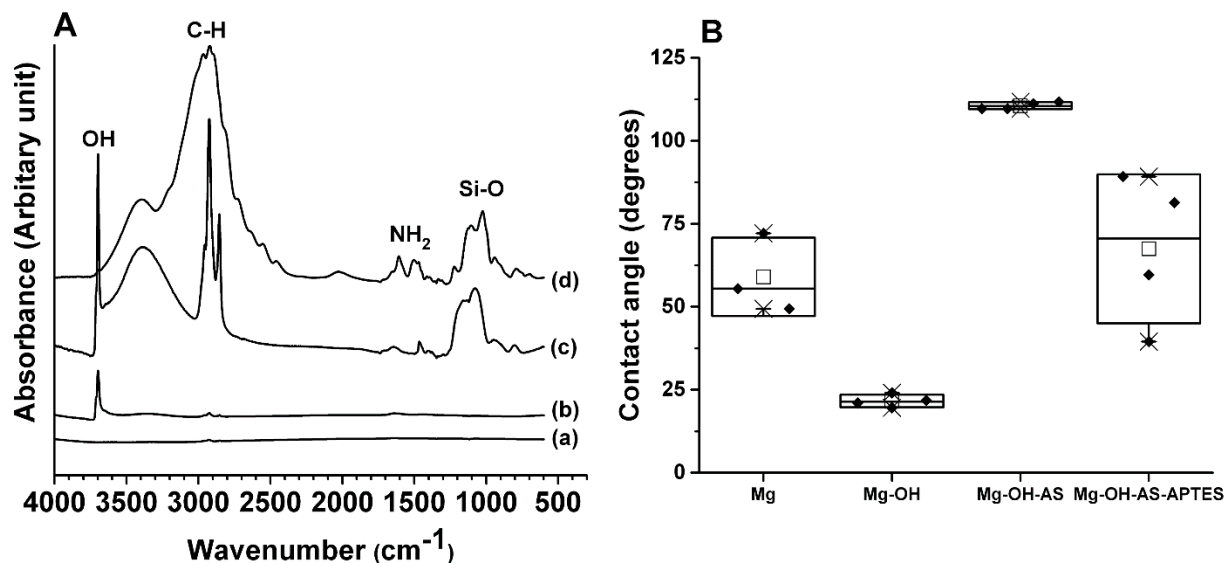 A
C-H
OH
Si-O
NH2
(d)
(c)
(b)
(a)
Absorbance (Arbitary unit)
4000 3500 3000 2500 2000 1500 1000 500
Wavenumber (cm-1)
B
125
100
75
50
25
0
Contact angle (degrees)
Mg Mg-OH Mg-OH-AS Mg-OH-AS-APTES